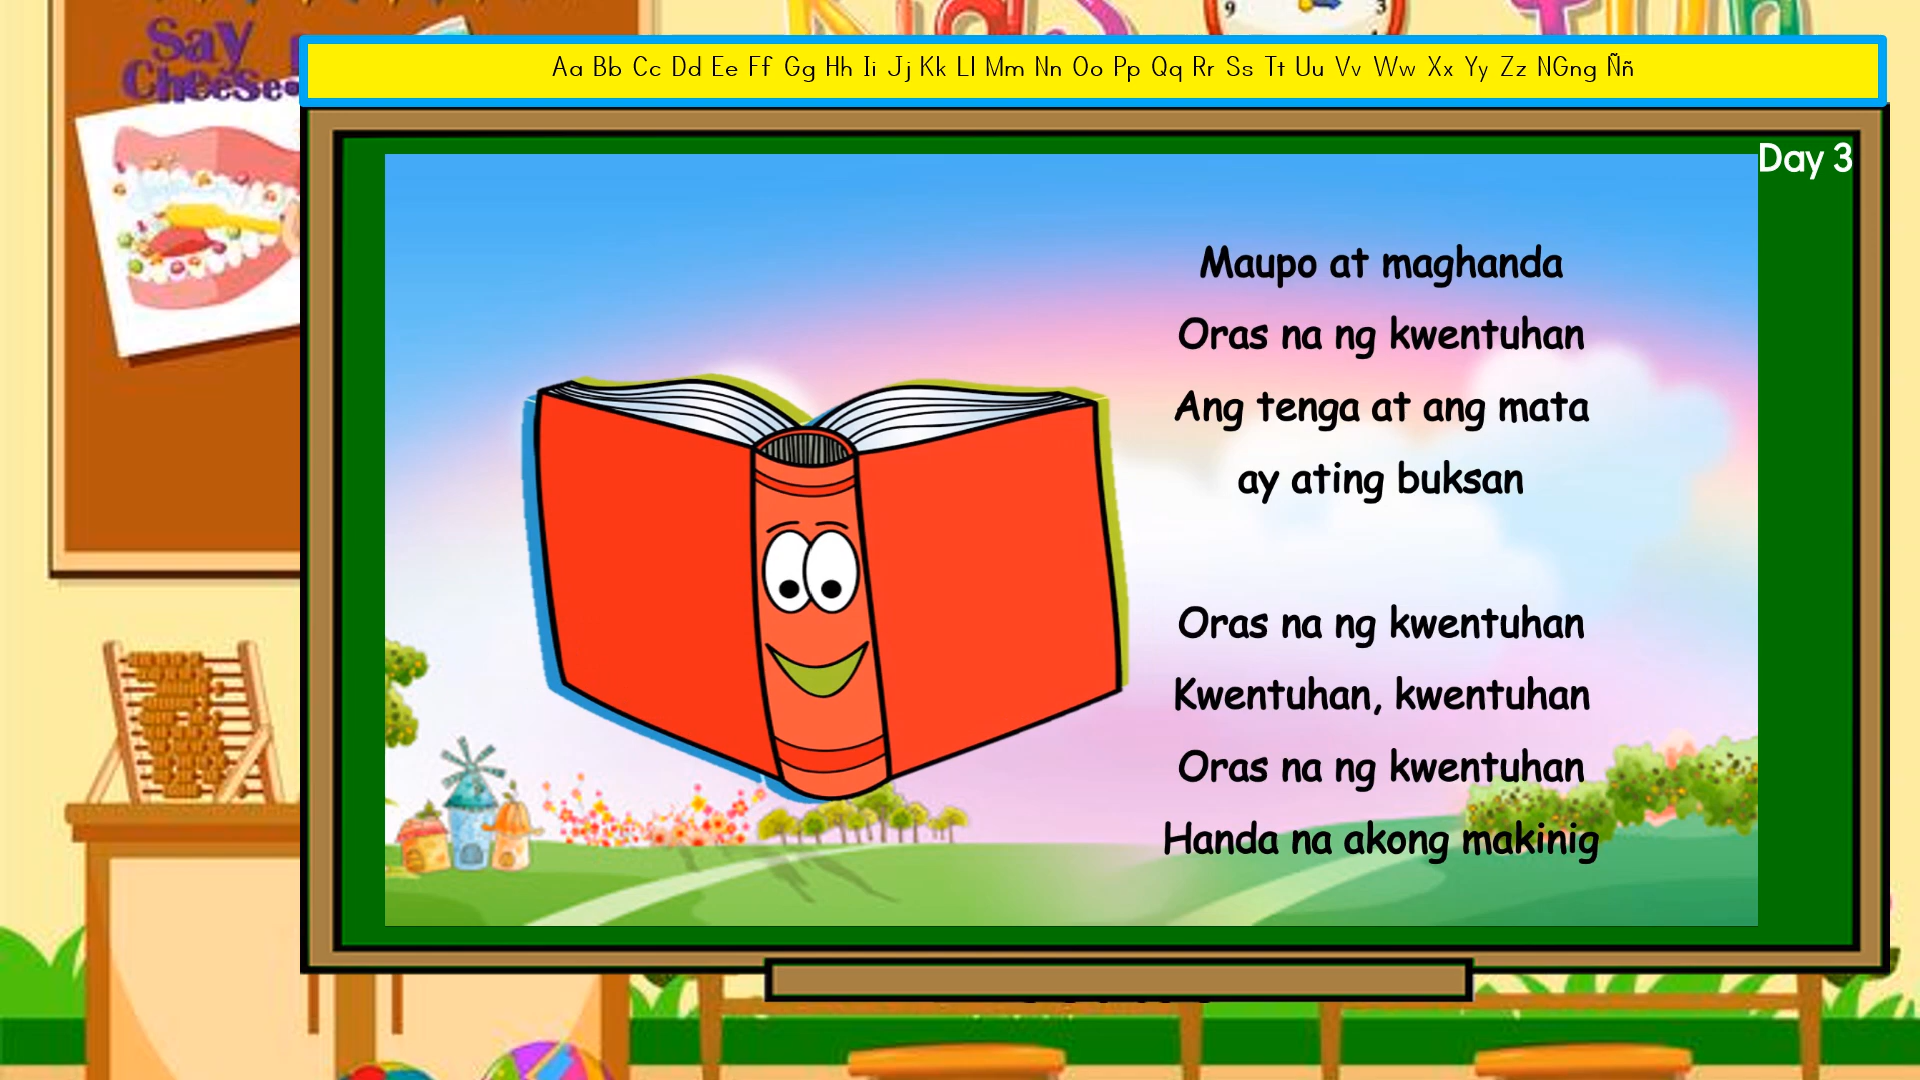 Say
Cheese
9
3
Aa Bb Cc Dd Ee Ff Gg Hh Ii Jj Kk Ll Mm Nn Oo Pp Qq Rr Ss Tt Uu Vv Ww Xx Yy Zz NGng Ññ
Day 3
Maupo at maghanda
Oras na ng kwentuhan
Ang tenga at ang mata
ay ating buksan
Oras na ng kwentuhan
Kwentuhan, kwentuhan
Oras na ng kwentuhan
Handa na akong makinig